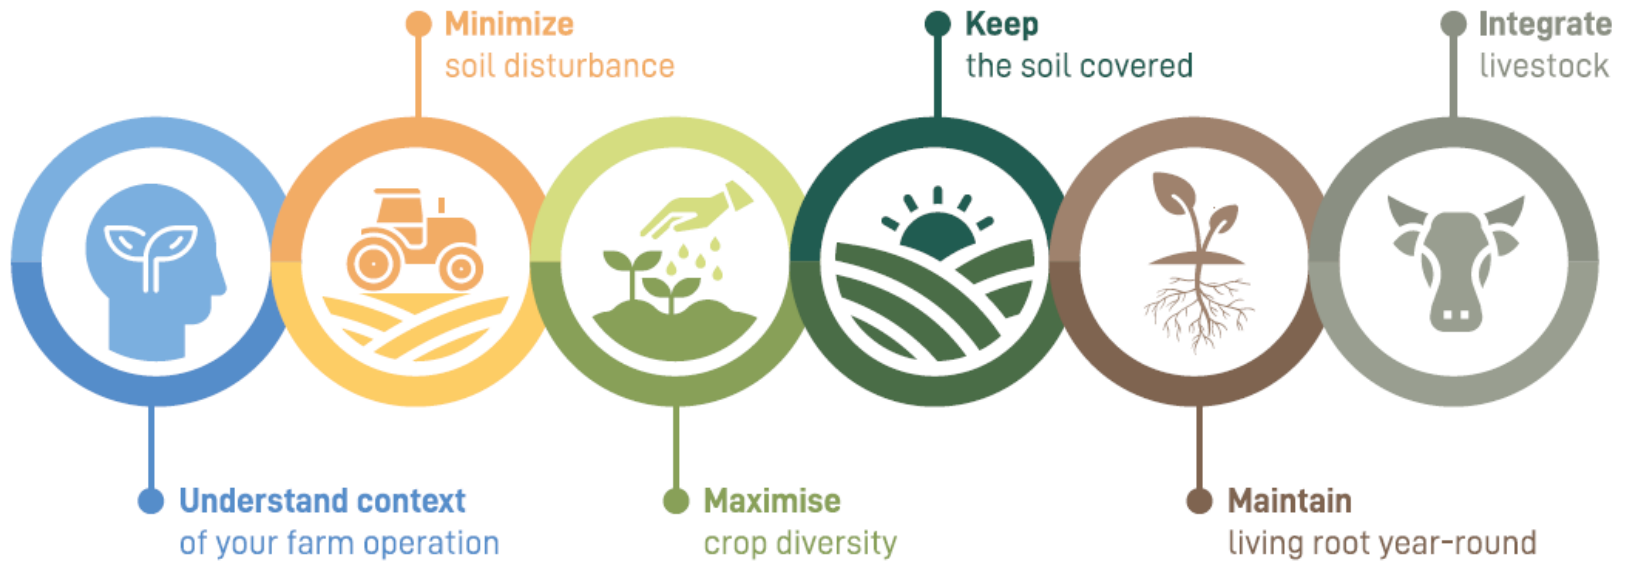 Minimize
soil disturbance
Keep
the soil covered
Integrate
livestock
Understand context
of your farm operation
Maximise
crop diversity
Maintain
living root year-round